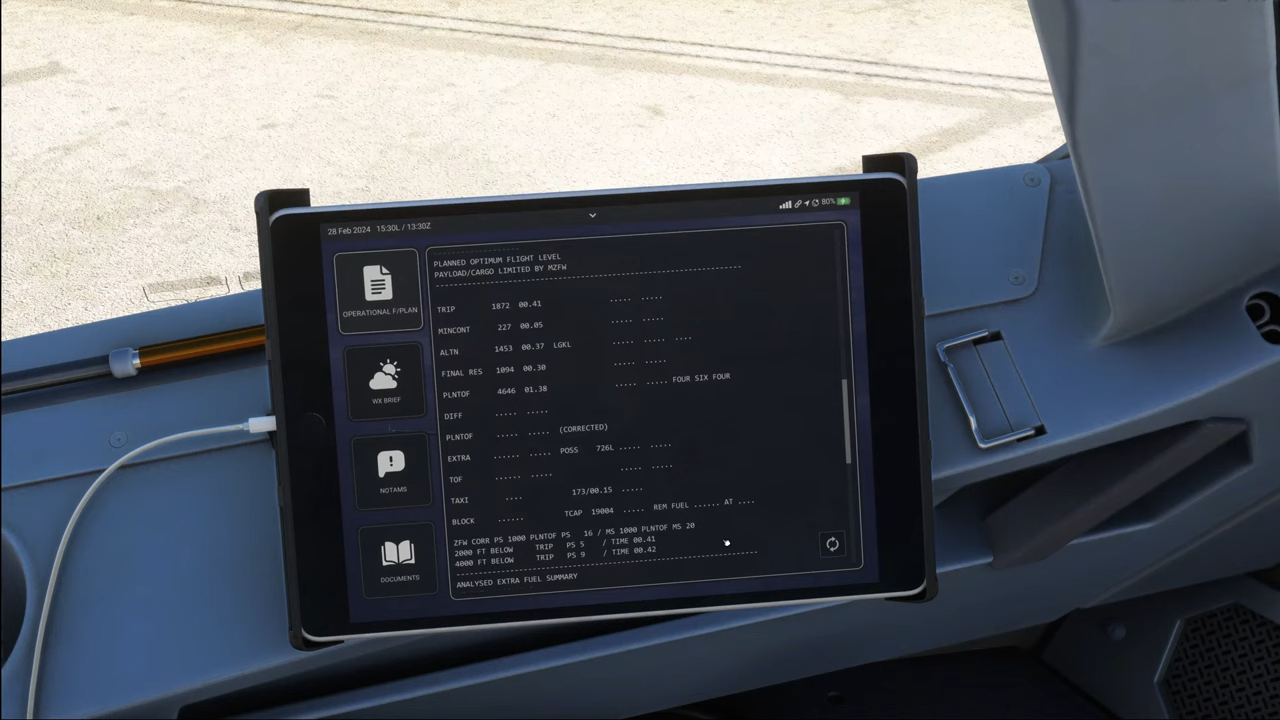 28 Feb 2024 15:30L / 13:30Z
80%
OPERATIONAL F/PLAN
WX BRIEF
NOTAMS
DOCUMENTS
--------------------
PLANNED OPTIMUM FLIGHT LEVEL
PAYLOAD/CARGO LIMITED BY MZFW
--------------------------------------------------------------------
TRIP 1872 00.41 ..... .....
MINCONT 227 00.05 ..... .....
ALTN 1453 00.37 LGKL ..... ..... ....
FINAL RES 1094 00.30 ..... .....
PLNTOF 4646 01.38 ..... ..... FOUR SIX FOUR
DIFF ..... .....
PLNTOF ..... ..... (CORRECTED)
EXTRA ...... ..... POSS 726L ..... .....
TOF ...... ..... ..... .....
TAXI .... 173/00.15 .....
BLOCK ...... TCAP 19004 ..... REM FUEL ...... AT ....
ZFW CORR PS 1000 PLNTOF PS 16 / MS 1000 PLNTOF MS 20
2000 FT BELOW TRIP PS 5 / TIME 00.41
4000 FT BELOW TRIP PS 9 / TIME 00.42
--------------------------------------------------------------------
ANALYSED EXTRA FUEL SUMMARY